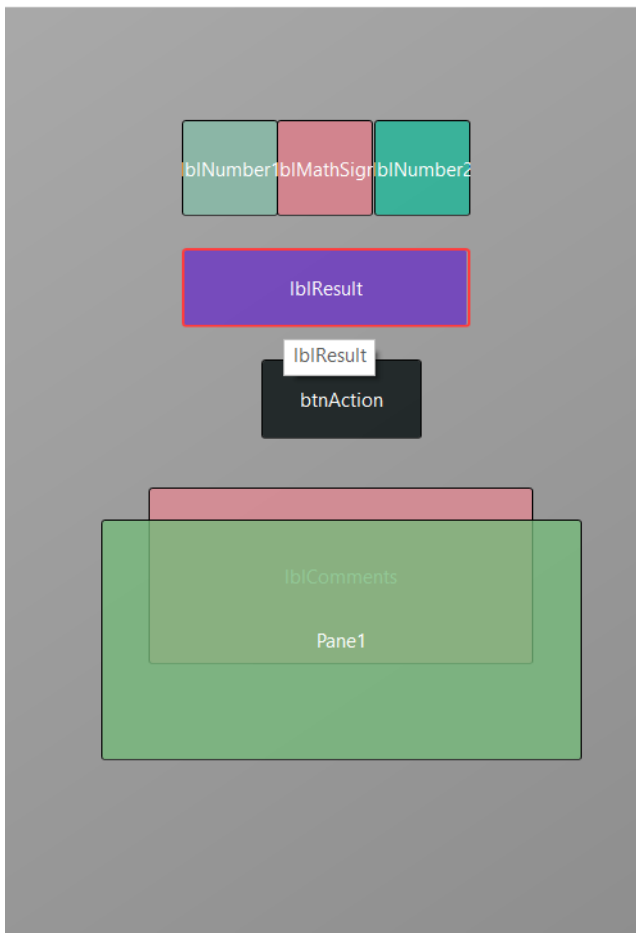 lblNumber1 lblMathSign lblNumber2
lblResult
lblResult
btnAction
lblComments
Pane1